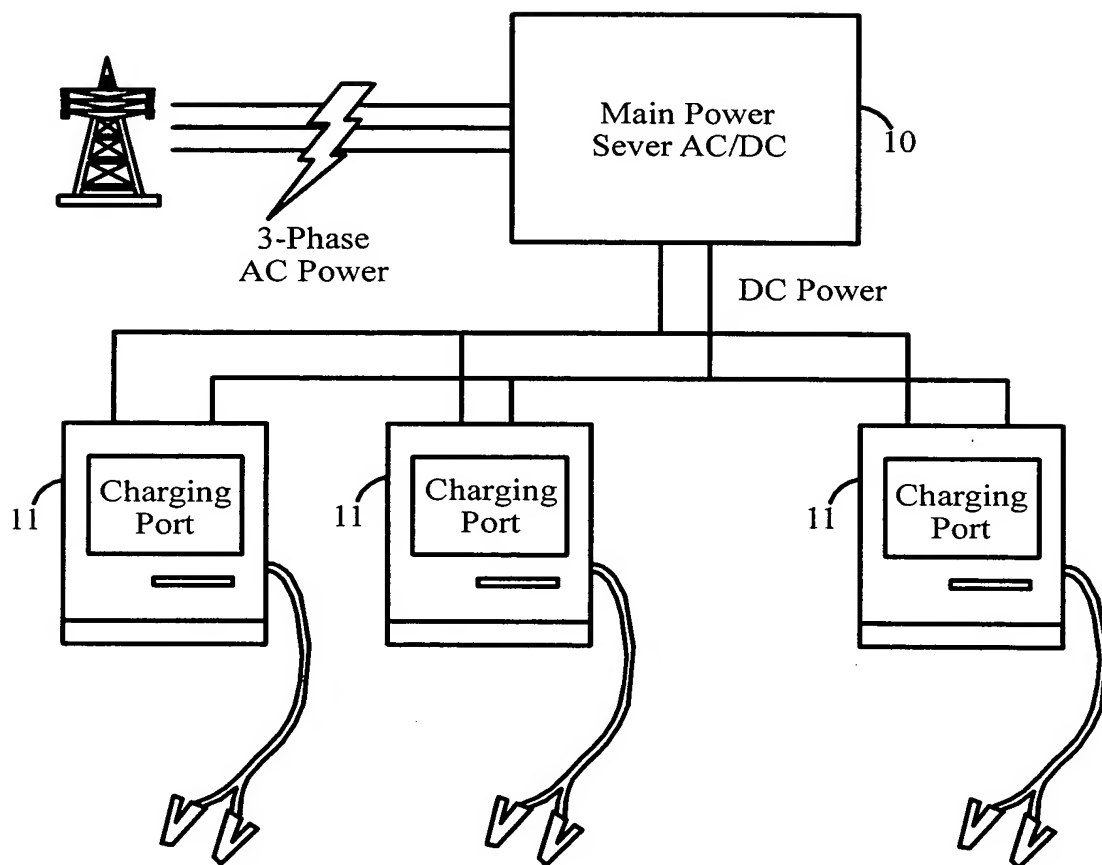 Main Power
Sever AC/DC
10
3-Phase
AC Power
DC Power
Charging
Port
11
Charging
Port
11
Charging
Port
11